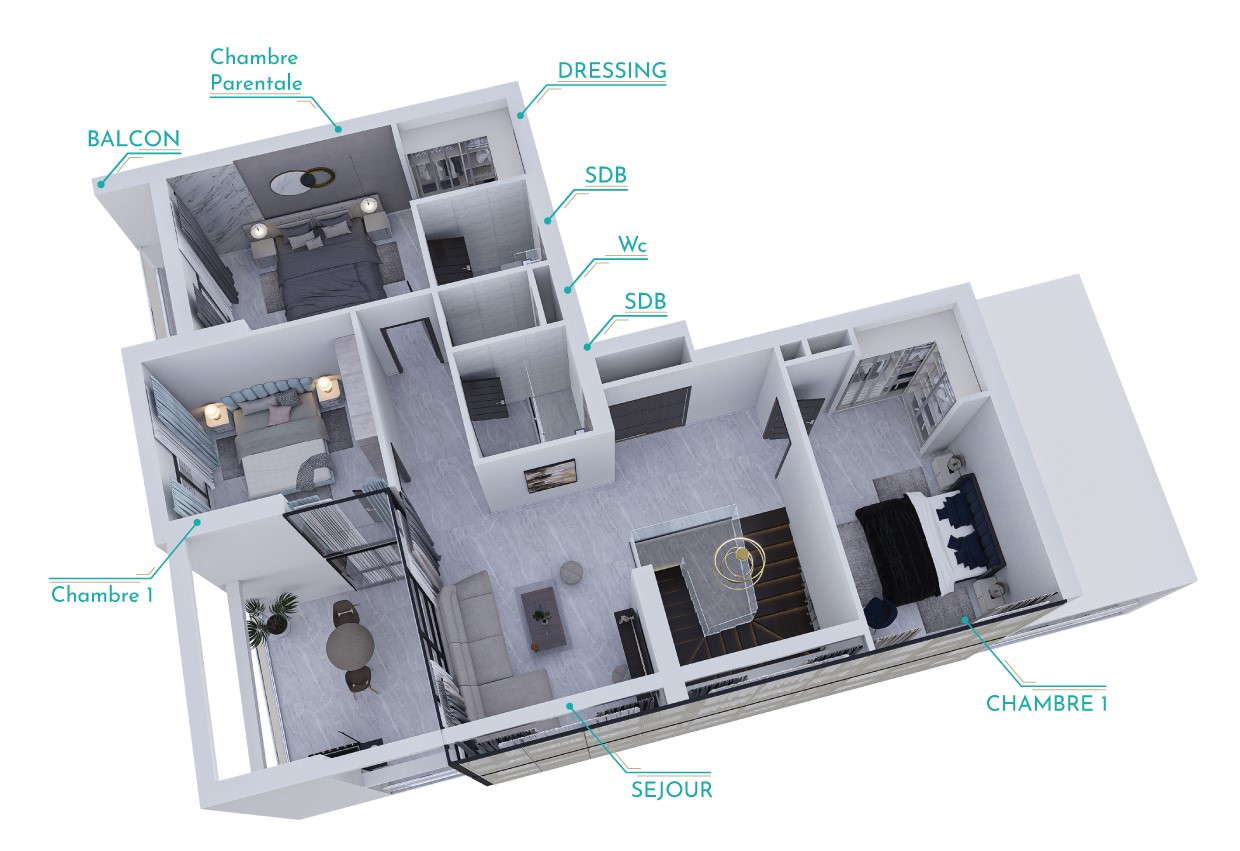 Chambre
Parentale
DRESSING
BALCON
SDB
Wc
SDB
Chambre 1
CHAMBRE 1
SEJOUR